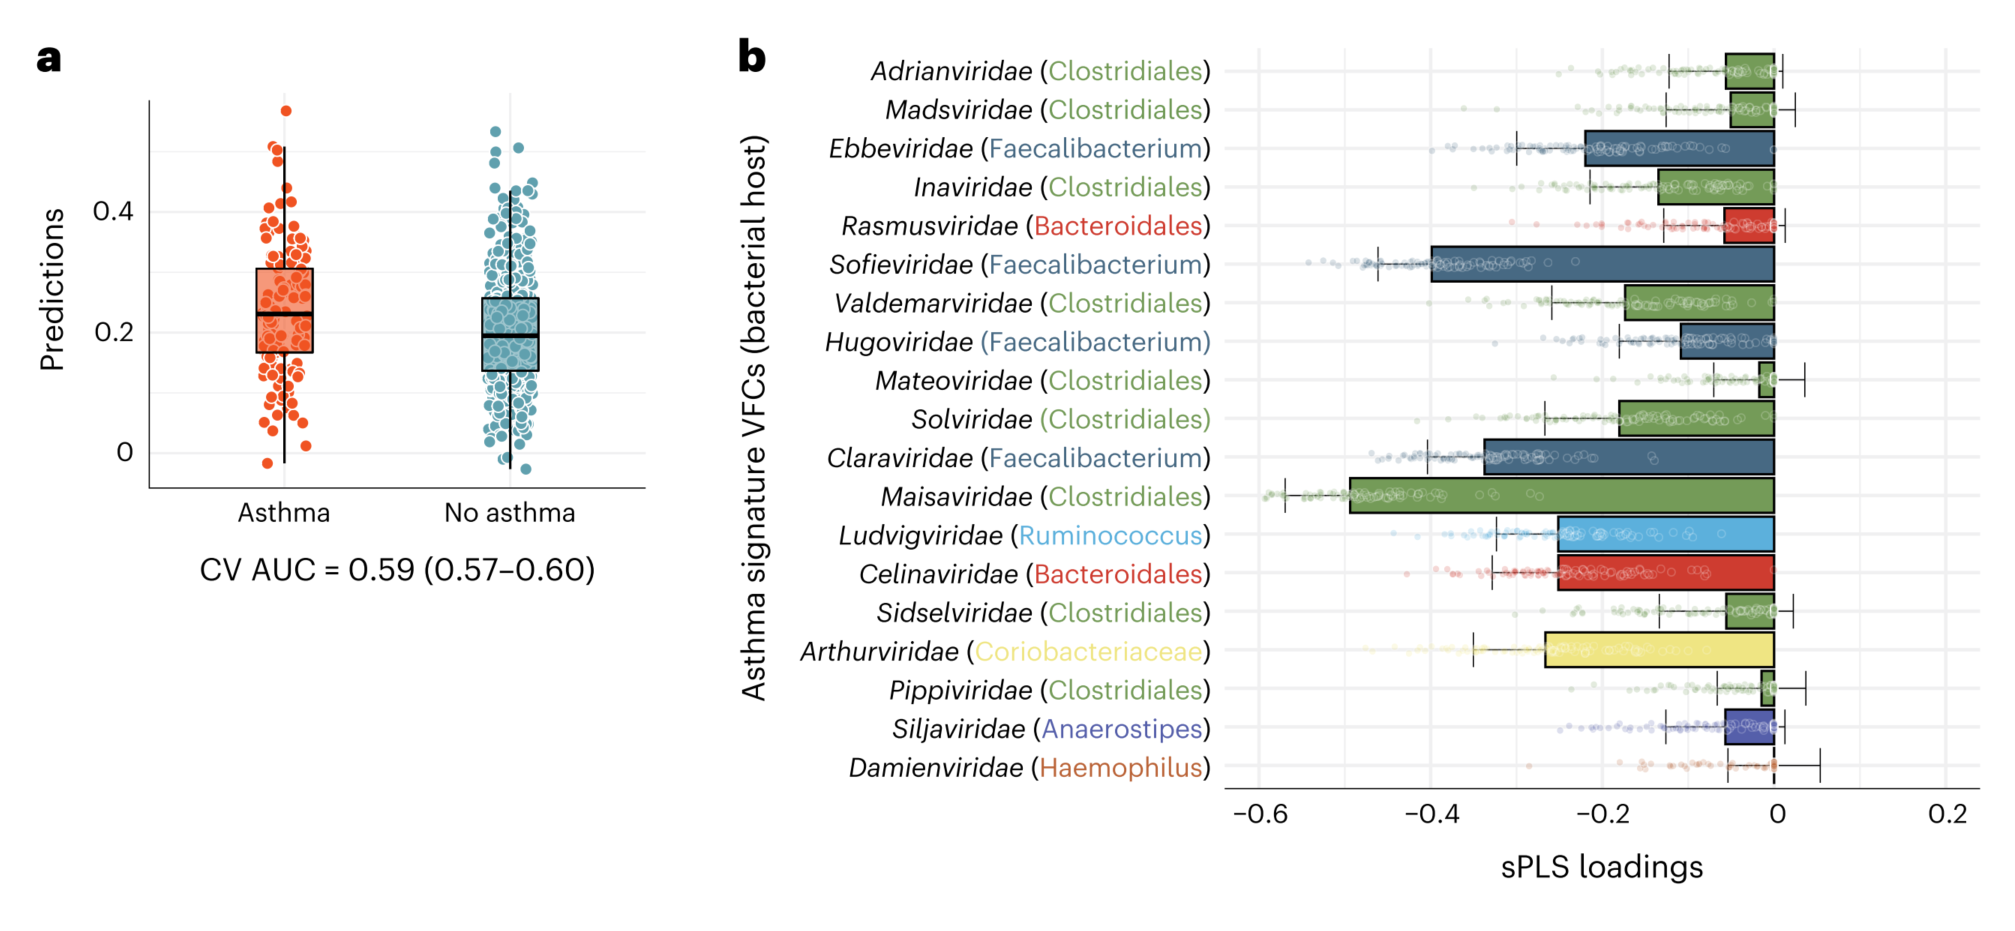 a
Predictions
0.4
0.2
0
Asthma
No asthma
CV AUC = 0.59 (0.57–0.60)
b
Asthma signature VFCs (bacterial host)
Adrianviridae (Clostridiales)
Madsviridae (Clostridiales)
Ebbeviridae (Faecalibacterium)
Inaviridae (Clostridiales)
Rasmusviridae (Bacteroidales)
Sofieviridae (Faecalibacterium)
Valdemarviridae (Clostridiales)
Hugoviridae (Faecalibacterium)
Mateoviridae (Clostridiales)
Solviridae (Clostridiales)
Claraviridae (Faecalibacterium)
Maisaviridae (Clostridiales)
Ludvigviridae (Ruminococcus)
Celinaviridae (Bacteroidales)
Sidselviridae (Clostridiales)
Arthurviridae (Coriobacteriaceae)
Pippiviridae (Clostridiales)
Siljaviridae (Anaerostipes)
Damienviridae (Haemophilus)
−0.6
−0.4
−0.2
0
0.2
sPLS loadings